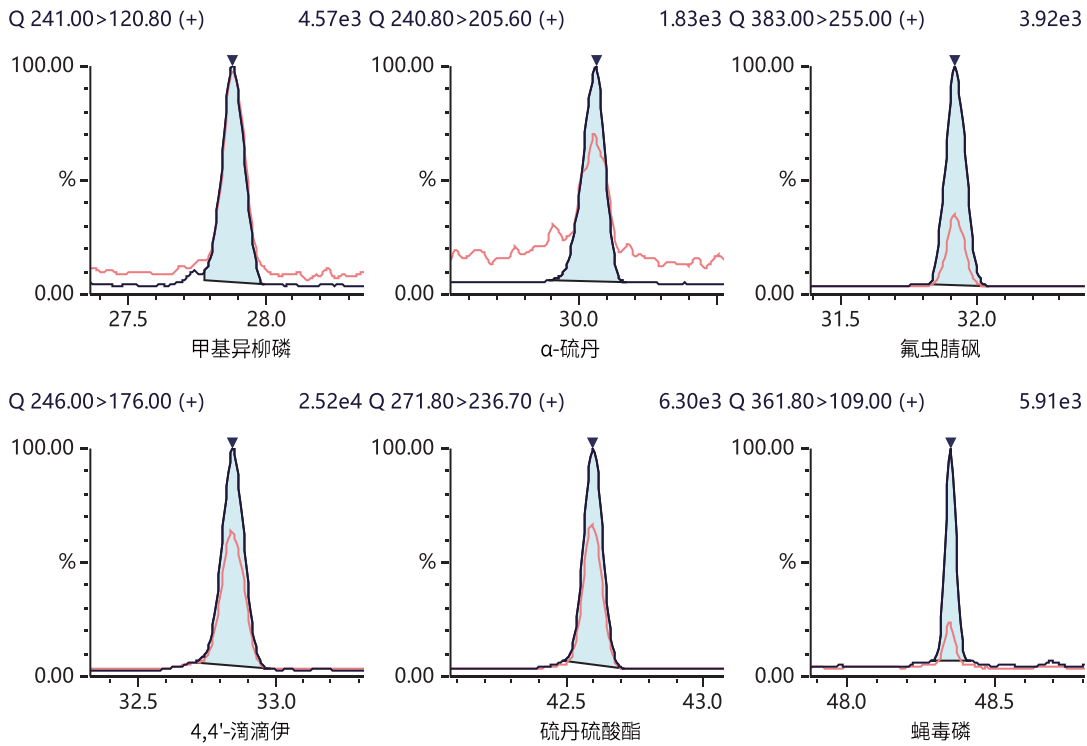 Q 241.00>120.80 (+) 4.57e3 Q 240.80>205.60 (+) 1.83e3 Q 383.00>255.00 (+) 3.92e3
100.00 100.00 100.00
% % %
0.00 0.00 0.00
27.5 28.0 30.0 31.5 32.0
甲基异柳磷 α-硫丹 氟虫腈砜
Q 246.00>176.00 (+) 2.52e4 Q 271.80>236.70 (+) 6.30e3 Q 361.80>109.00 (+) 5.91e3
100.00 100.00 100.00
% % %
0.00 0.00 0.00
32.5 33.0 42.5 43.0 48.0 48.5
4,4'-滴滴伊 硫丹硫酸酯 蝇毒磷